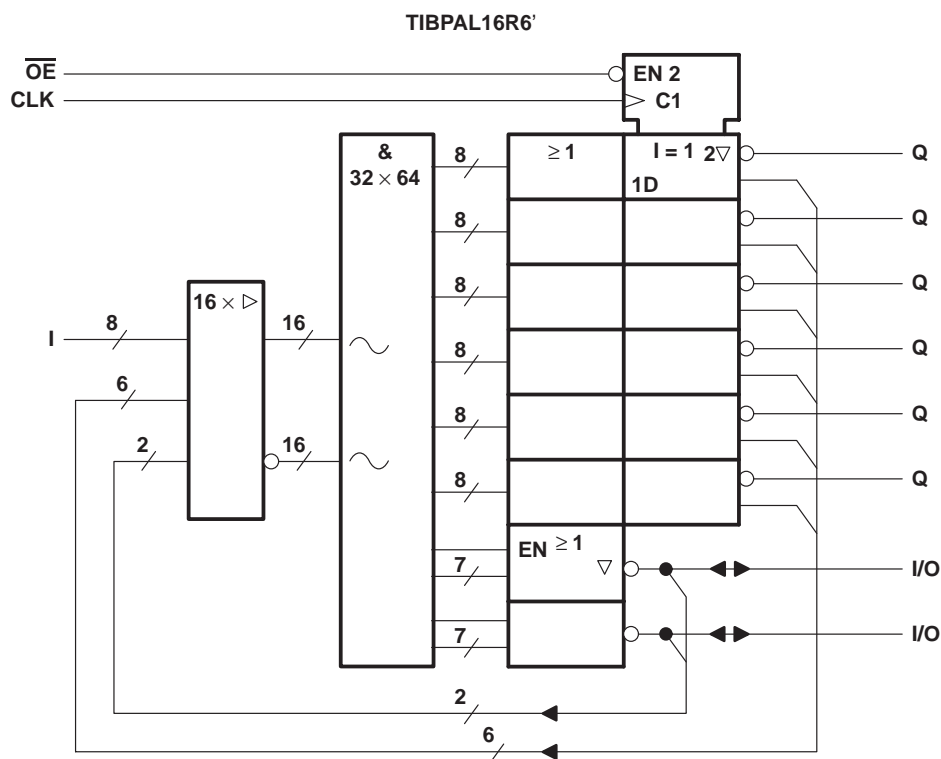 TIBPAL16R6’
OE
EN 2
CLK
C1
&
32 × 64
8
≥ 1
I = 1 2▽
Q
1D
8
Q
8
Q
16 × ▷
I
8
16
8
Q
6
8
Q
2
16
8
Q
EN ≥ 1
7
▽
I/O
7
I/O
2
6